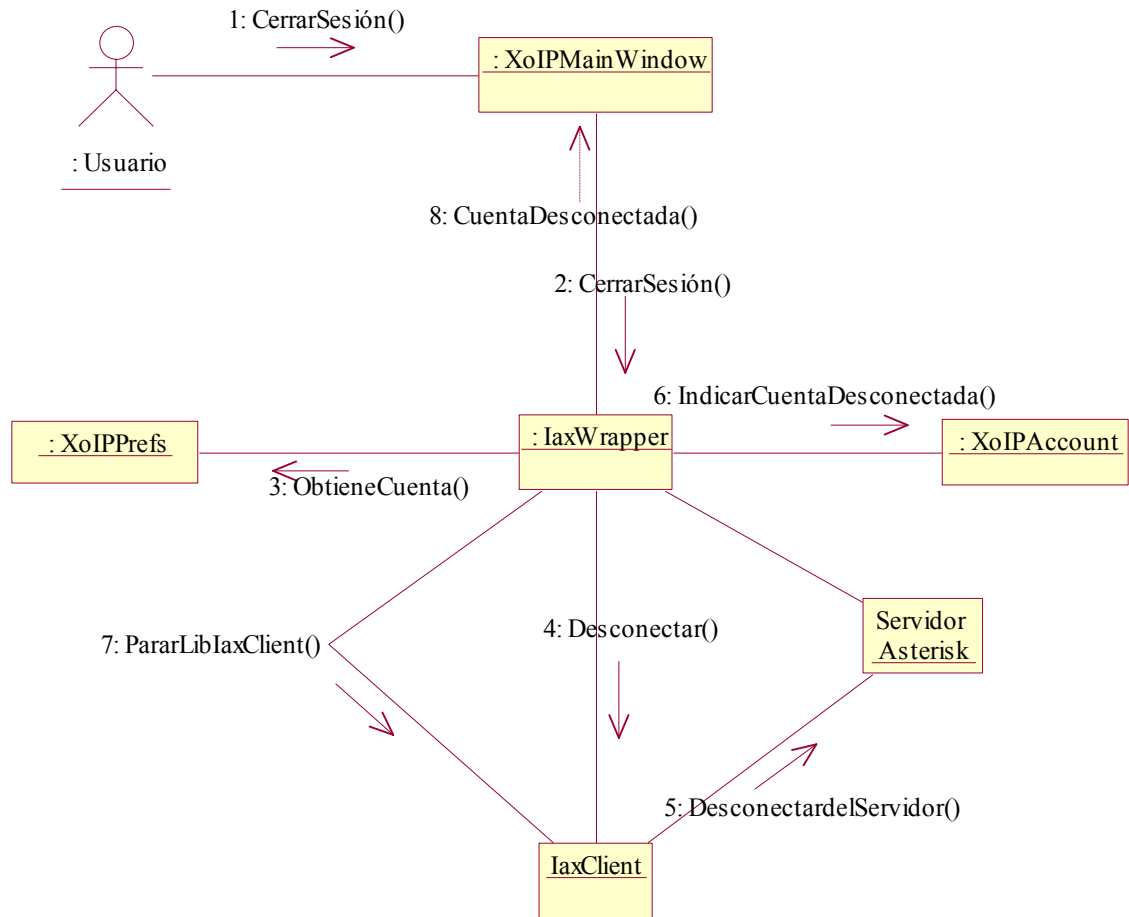 1: CerrarSesión()
: XoIPMainWindow
: Usuario
8: CuentaDesconectada()
2: CerrarSesión()
6: IndicarCuentaDesconectada()
: XoIPPrefs
: IaxWrapper
: XoIPAccount
3: ObtieneCuenta()
7: PararLibIaxClient()
4: Desconectar()
Servidor
Asterisk
5: DesconectardelServidor()
IaxClient